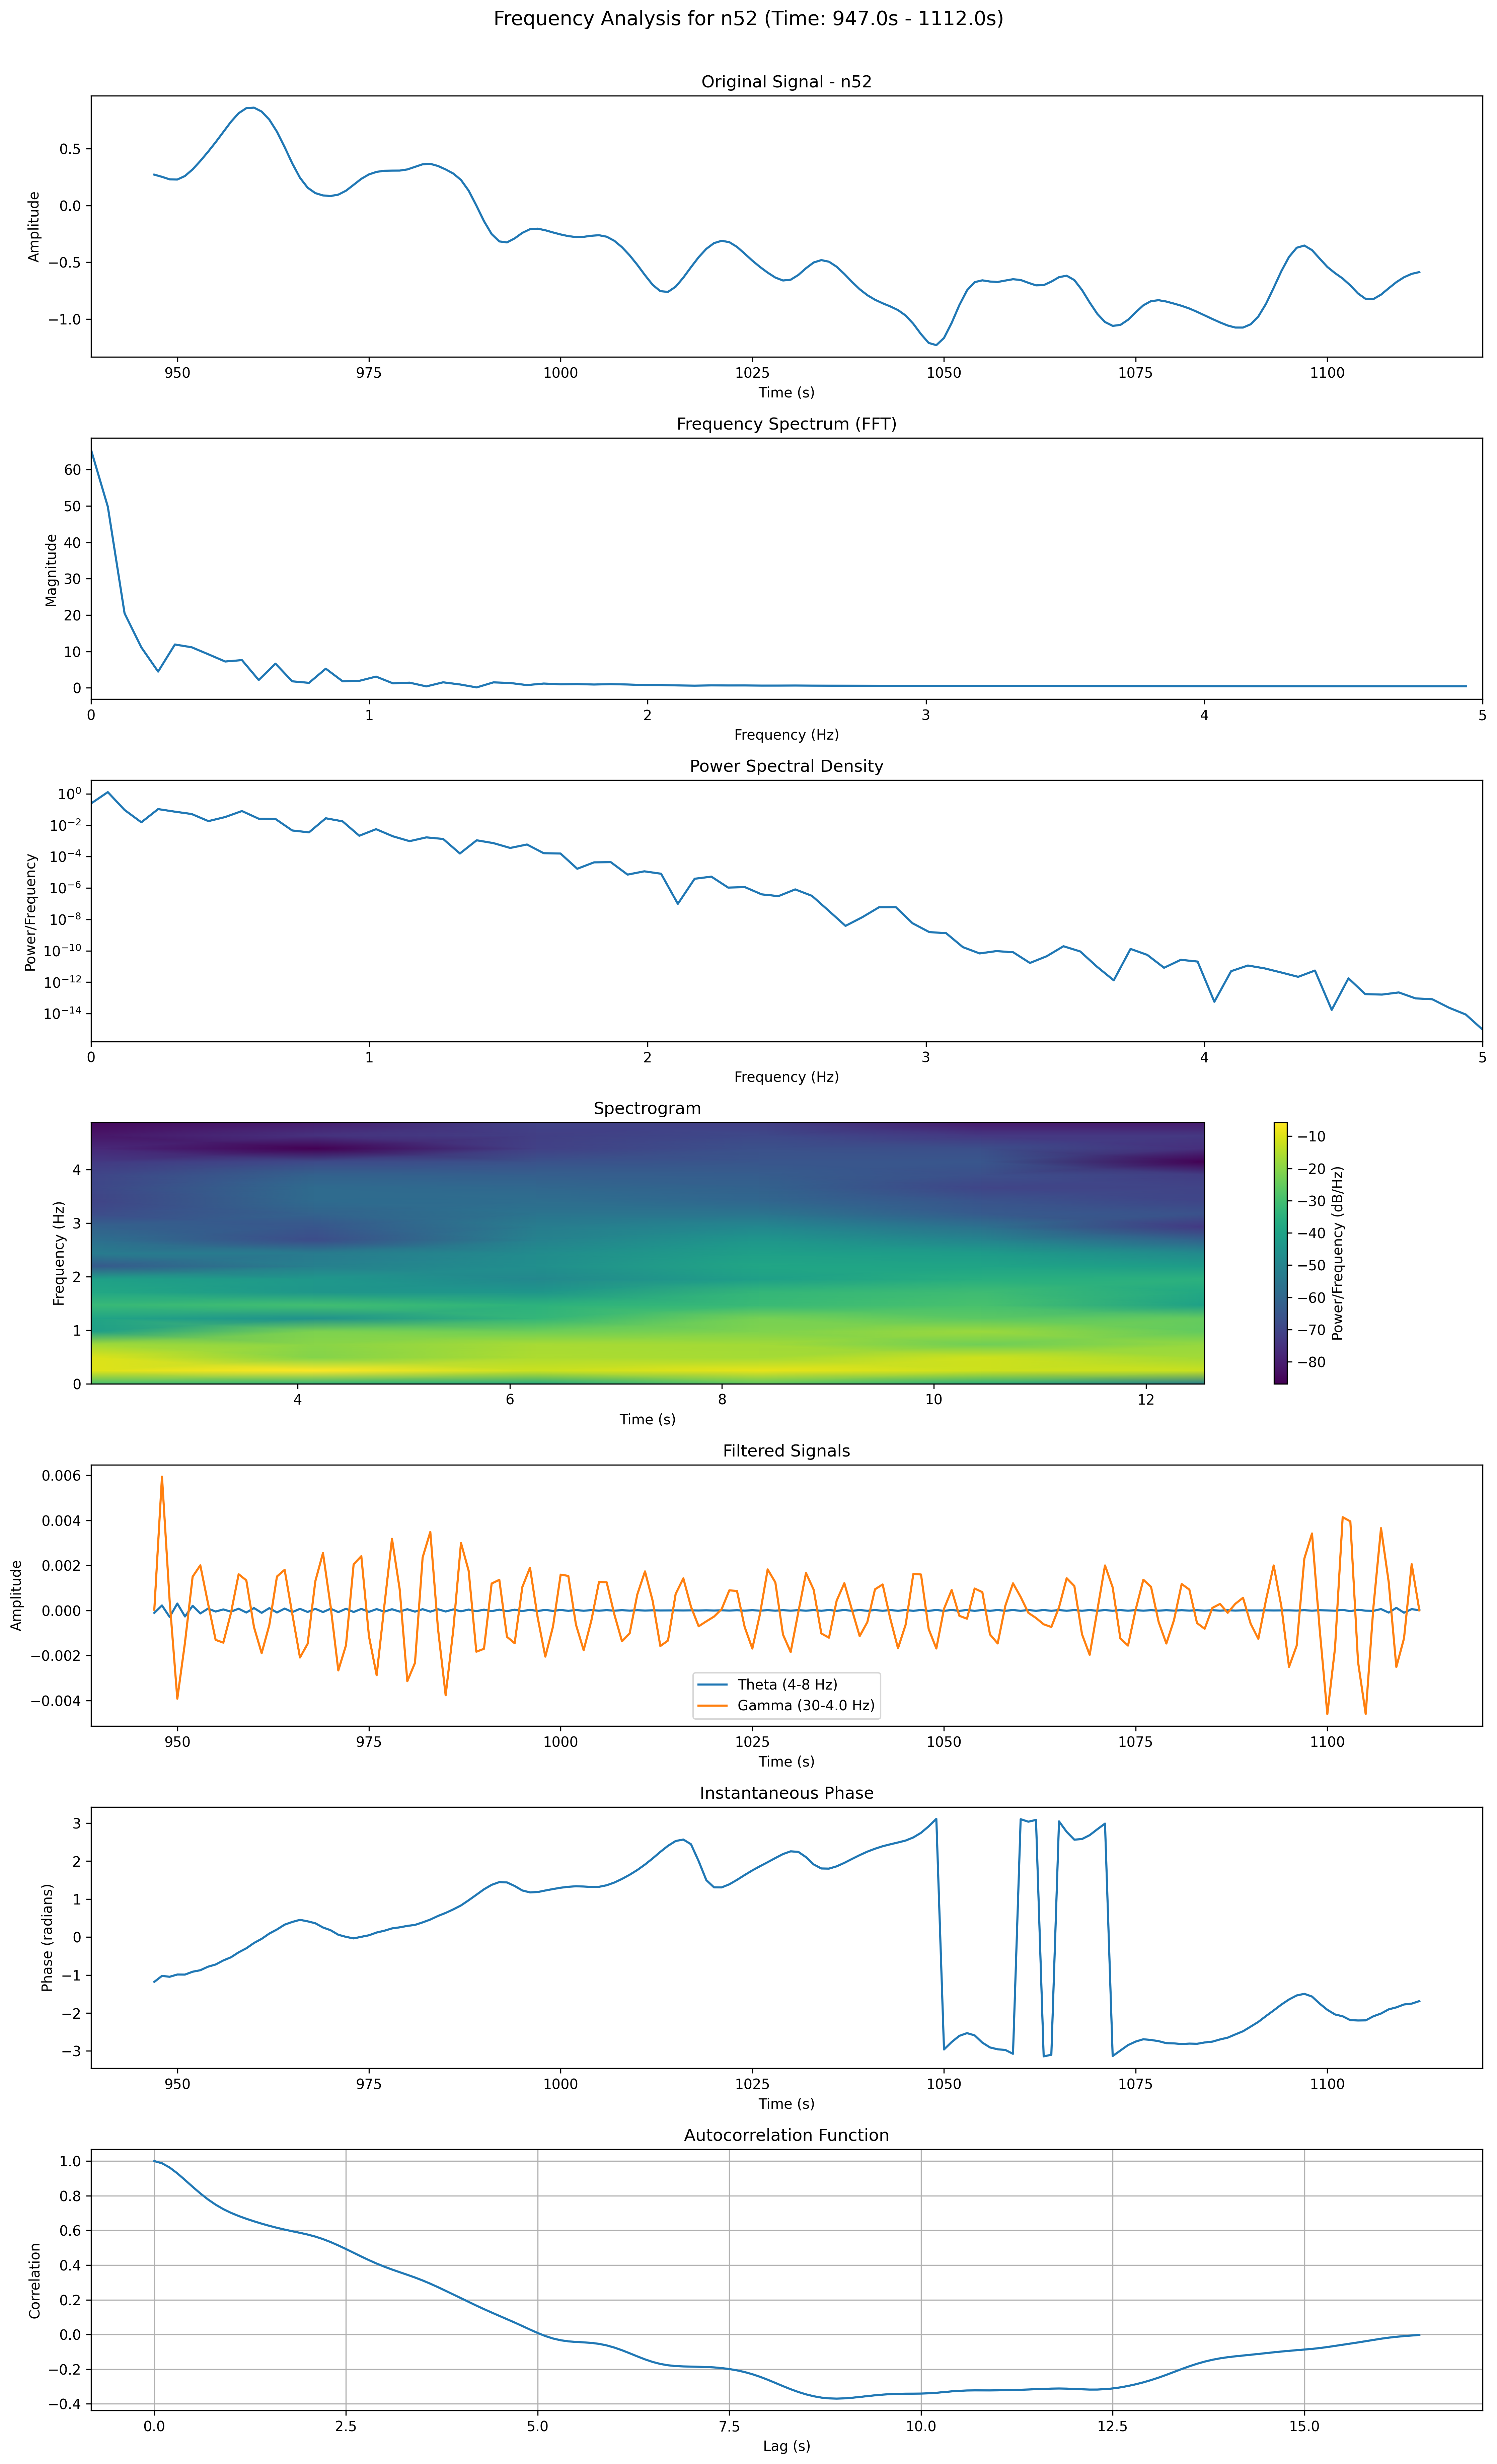 Frequency Analysis for n52 (Time: 947.0s - 1112.0s)
Original Signal - n52
Amplitude
0.5
0.0
−0.5
−1.0
950 975 1000 1025 1050 1075 1100
Time (s)
Frequency Spectrum (FFT)
Magnitude
60
50
40
30
20
10
0
0 1 2 3 4 5
Frequency (Hz)
Power Spectral Density
Power/Frequency
10⁰
10⁻²
10⁻⁴
10⁻⁶
10⁻⁸
10⁻¹⁰
10⁻¹²
10⁻¹⁴
0 1 2 3 4 5
Frequency (Hz)
Spectrogram
Frequency (Hz)
4
3
2
1
0
4 6 8 10 12
Time (s)
−10
−20
−30
−40
−50
−60
−70
−80
Power/Frequency (dB/Hz)
Filtered Signals
Amplitude
0.006
0.004
0.002
0.000
−0.002
−0.004
Theta (4-8 Hz)
Gamma (30-4.0 Hz)
950 975 1000 1025 1050 1075 1100
Time (s)
Instantaneous Phase
Phase (radians)
3
2
1
0
−1
−2
−3
950 975 1000 1025 1050 1075 1100
Time (s)
Autocorrelation Function
Correlation
1.0
0.8
0.6
0.4
0.2
0.0
−0.2
−0.4
0.0 2.5 5.0 7.5 10.0 12.5 15.0
Lag (s)